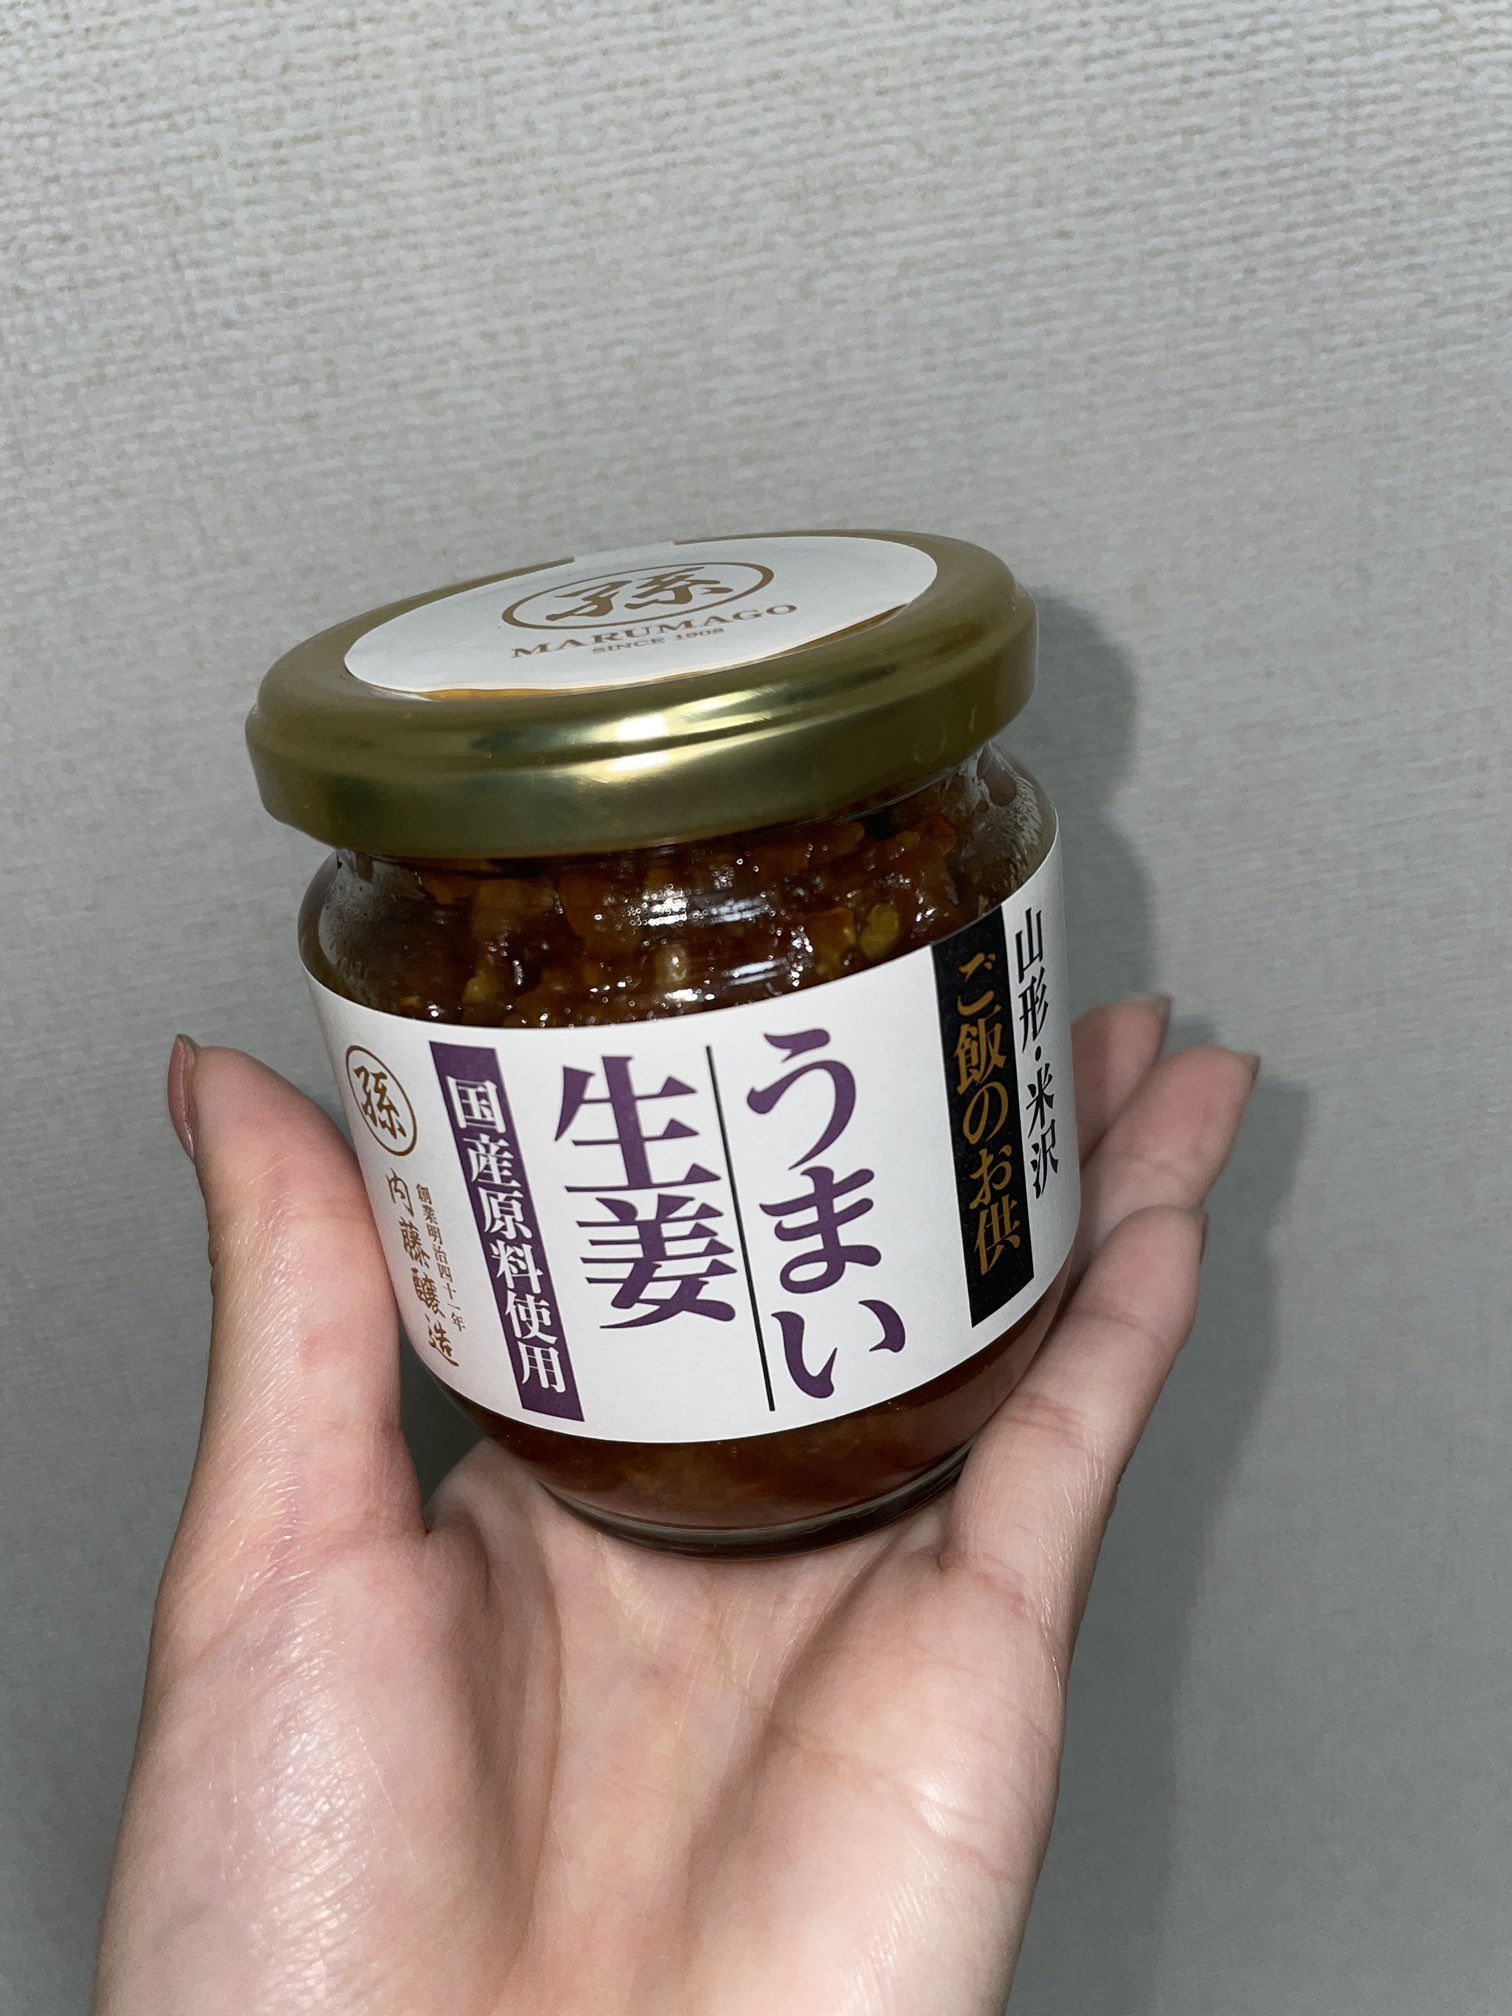 孫
MARUMAGO
SINCE 1908
山形・米沢
ご飯のお供
うまい
生姜
国産原料使用
孫
創業明治四十一年
内藤醸造